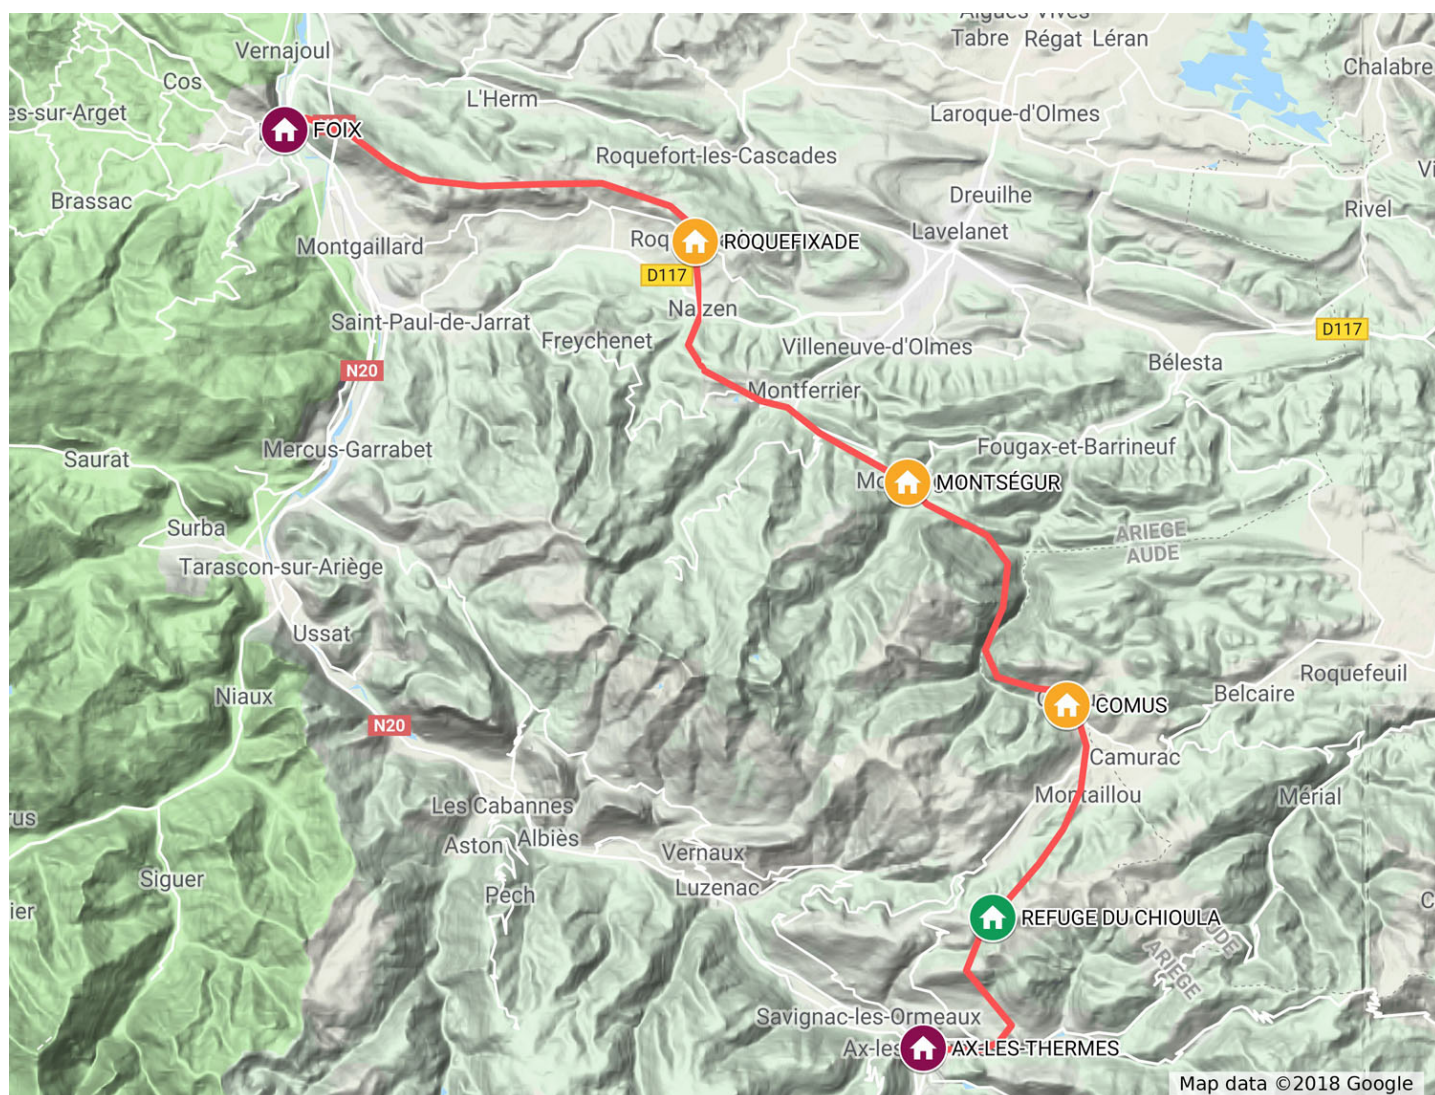 Aigues-Vives
Vernajoul
Tabre
Régat
Léran
Cos
Chalabre
L'Herm
es-sur-Arget
Laroque-d'Olmes
FOIX
Roquefort-les-Cascades
Brassac
Dreuilhe
Rivel
Lavelanet
Montgaillard
Roq
ROQUEFIXADE
D117
Nalzen
Saint-Paul-de-Jarrat
D117
Freychenet
Villeneuve-d'Olmes
Bélesta
N20
Montferrier
Mercus-Garrabet
Fougax-et-Barrineuf
Saurat
MONTSÉGUR
Surba
ARIEGE
AUDE
Tarascon-sur-Ariège
Ussat
Roquefeuil
Niaux
Belcaire
COMUS
N20
Camurac
Montaillou
Mérial
Les Cabannes
rus
Albiès
Aston
Vernaux
Siguer
Luzenac
Pech
ier
REFUGE DU CHIOULA
UDE
ARIEGE
Savignac-les-Ormeaux
Ax-les
AX-LES-THERMES
Map data ©2018 Google